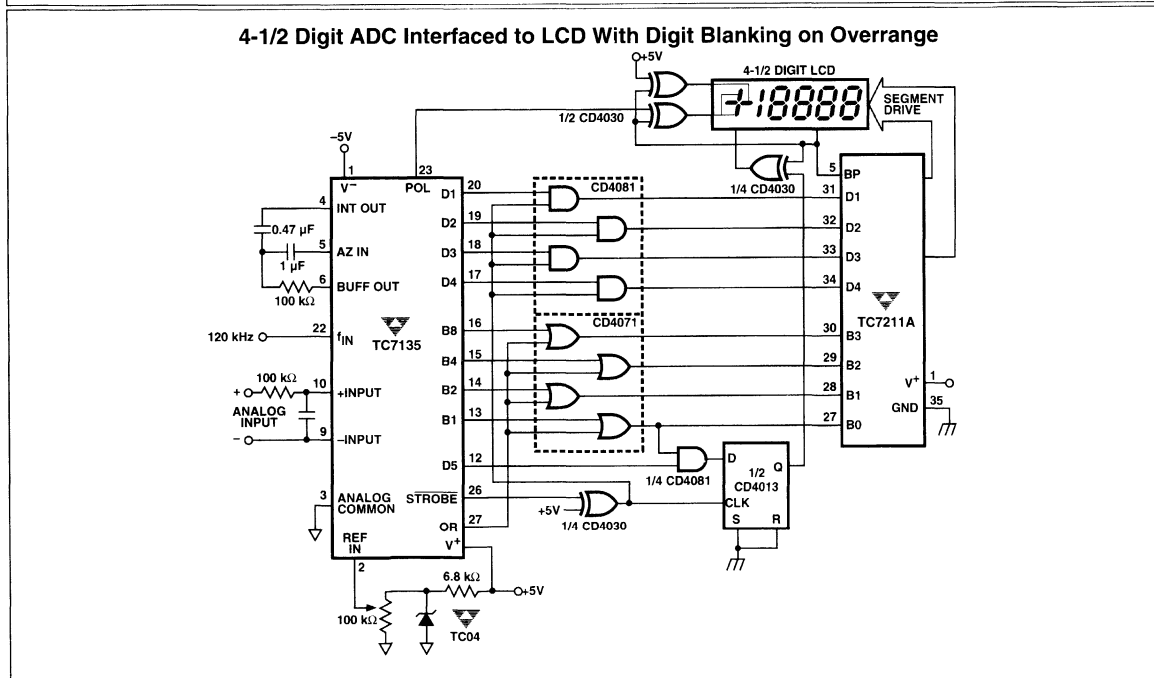 4-1/2 Digit ADC Interfaced to LCD With Digit Blanking on Overrange
+5V
4-1/2 DIGIT LCD
+18888
SEGMENT
DRIVE
1/2 CD4030
–5V
1
23
V–
POL
1/4 CD4030
5
BP
4
INT OUT
0.47 µF
5
AZ IN
1 µF
6
BUFF OUT
100 kΩ
120 kHz
22
fIN
TC7135
100 kΩ
10
+INPUT
+
ANALOG
INPUT
–
9
–INPUT
3
ANALOG
COMMON
REF
IN
2
D1
20
D2
19
D3
18
D4
17
B8
16
B4
15
B2
14
B1
13
D5
12
STROBE
26
OR
27
V+
CD4081
CD4071
31
D1
32
D2
33
D3
34
D4
TC7211A
30
B3
29
B2
28
B1
27
B0
V+
1
GND
35
1/4 CD4081
+5V
1/4 CD4030
D
1/2
CD4013
Q
CLK
S
R
6.8 kΩ
+5V
100 kΩ
TC04